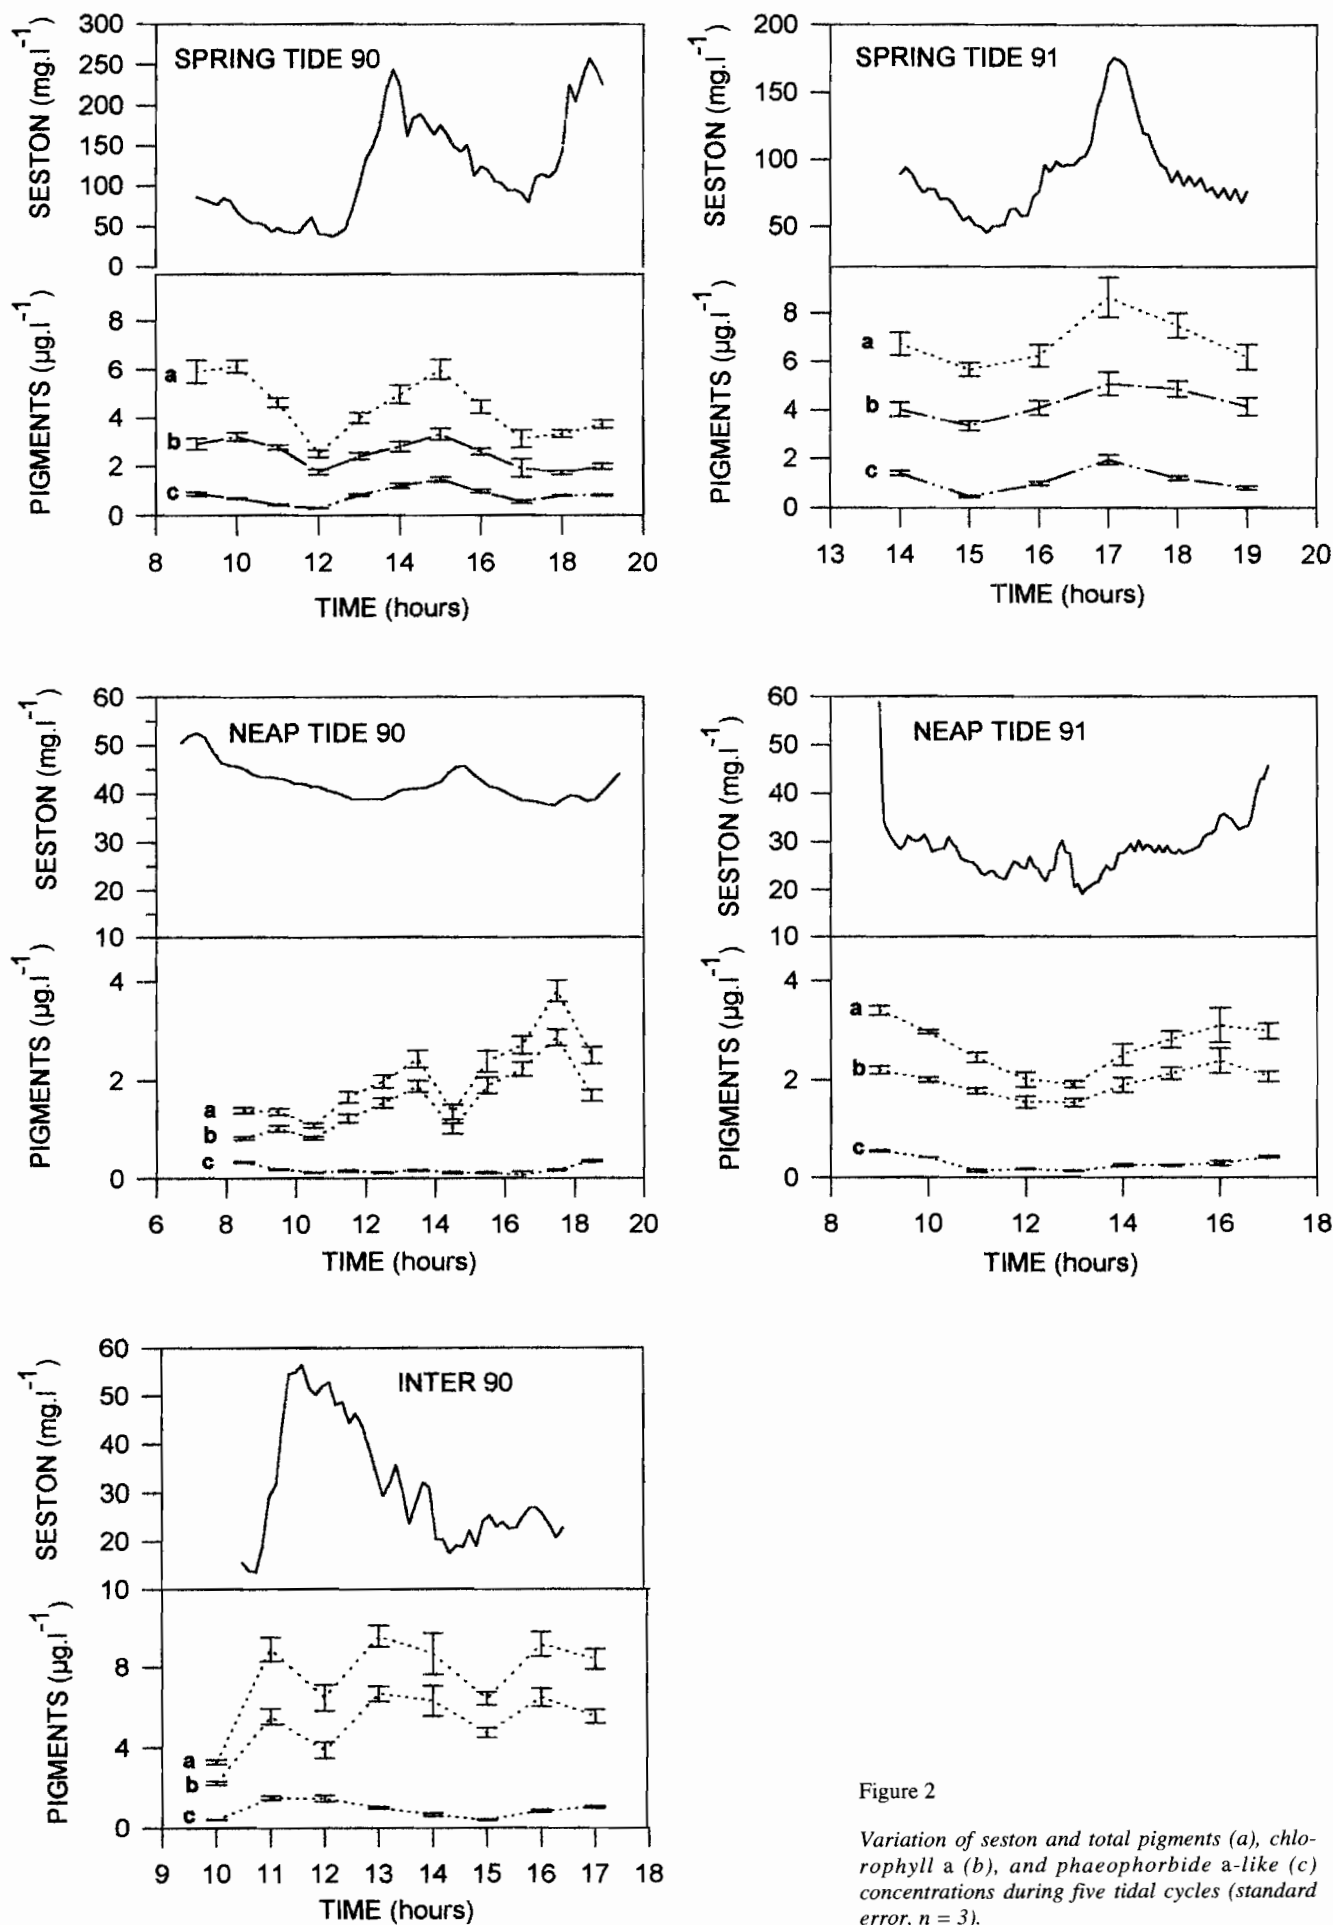 SPRING TIDE 90
SESTON (mg.l-1)
300
250
200
150
100
50
0
PIGMENTS (µg.l-1)
8
6
4
2
0
a
b
c
8 10 12 14 16 18 20
TIME (hours)
SPRING TIDE 91
SESTON (mg.l-1)
200
150
100
50
PIGMENTS (µg.l-1)
8
6
4
2
0
a
b
c
13 14 15 16 17 18 19 20
TIME (hours)
NEAP TIDE 90
SESTON (mg.l-1)
60
50
40
30
20
10
PIGMENTS (µg.l-1)
4
2
0
a
b
c
6 8 10 12 14 16 18 20
TIME (hours)
NEAP TIDE 91
SESTON (mg.l-1)
60
50
40
30
20
10
PIGMENTS (µg.l-1)
4
2
0
a
b
c
8 10 12 14 16 18
TIME (hours)
INTER 90
SESTON (mg.l-1)
60
50
40
30
20
10
PIGMENTS (µg.l-1)
8
4
0
a
b
c
9 10 11 12 13 14 15 16 17 18
TIME (hours)
Figure 2
Variation of seston and total pigments (a), chlo-
rophyll a (b), and phaeophorbide a-like (c)
concentrations during five tidal cycles (standard
error, n = 3).